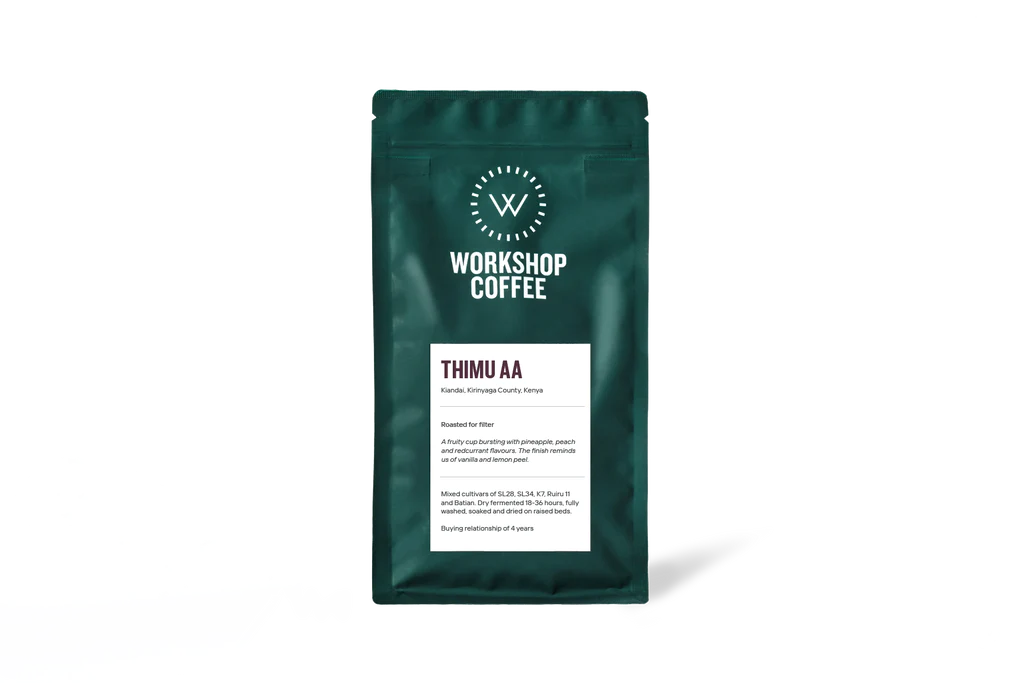 W
WORKSHOP
COFFEE
THIMU AA
Kiandai, Kirinyaga County, Kenya
Roasted for filter
A fruity cup bursting with pineapple, peach
and redcurrant flavours. The finish reminds
us of vanilla and lemon peel.
Mixed cultivars of SL28, SL34, K7, Ruiru 11
and Batian. Dry fermented 18-36 hours, fully
washed, soaked and dried on raised beds.
Buying relationship of 4 years